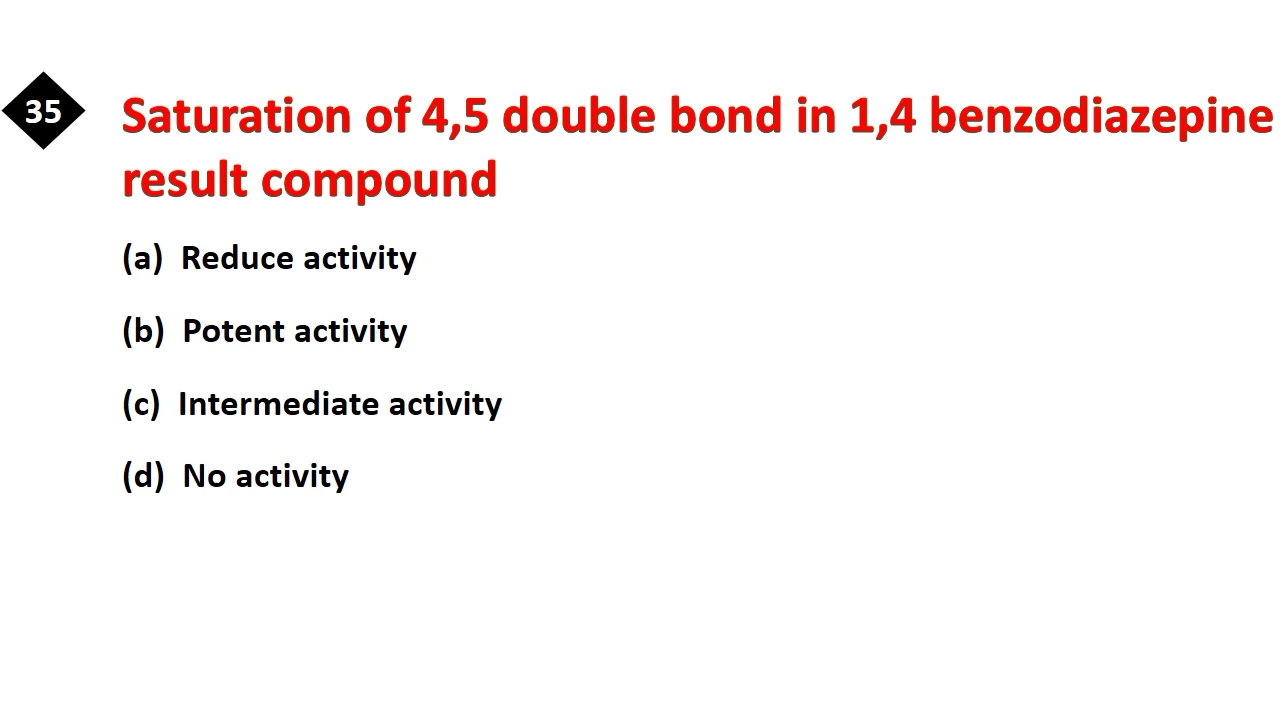 35
Saturation of 4,5 double bond in 1,4 benzodiazepine
result compound
(a) Reduce activity
(b) Potent activity
(c) Intermediate activity
(d) No activity